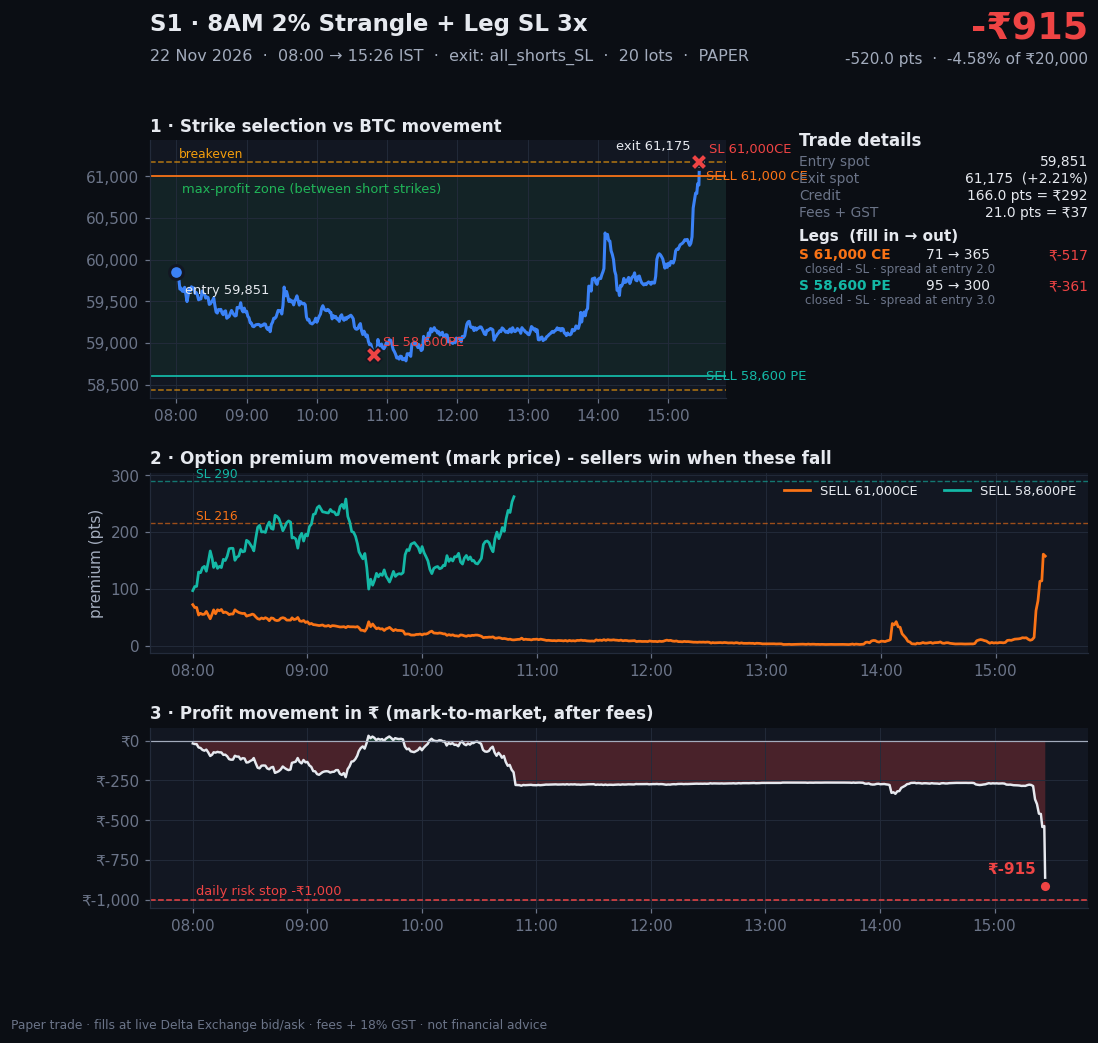 S1 · 8AM 2% Strangle + Leg SL 3x
-₹915
22 Nov 2026 · 08:00 → 15:26 IST · exit: all_shorts_SL · 20 lots · PAPER
-520.0 pts · -4.58% of ₹20,000
1 · Strike selection vs BTC movement
breakeven
exit 61,175
SL 61,000CE
SELL 61,000 CE
max-profit zone (between short strikes)
entry 59,851
SL 58,600PE
SELL 58,600 PE
61,000
60,500
60,000
59,500
59,000
58,500
08:00 09:00 10:00 11:00 12:00 13:00 14:00 15:00
Trade details
Entry spot 59,851
Exit spot 61,175 (+2.21%)
Credit 166.0 pts = ₹292
Fees + GST 21.0 pts = ₹37
Legs (fill in → out)
S 61,000 CE 71 → 365 ₹-517
closed - SL · spread at entry 2.0
S 58,600 PE 95 → 300 ₹-361
closed - SL · spread at entry 3.0
2 · Option premium movement (mark price) - sellers win when these fall
SL 290
SELL 61,000CE SELL 58,600PE
SL 216
premium (pts)
300
200
100
0
08:00 09:00 10:00 11:00 12:00 13:00 14:00 15:00
3 · Profit movement in ₹ (mark-to-market, after fees)
₹0
₹-250
₹-500
₹-750
₹-1,000
₹-915
daily risk stop -₹1,000
08:00 09:00 10:00 11:00 12:00 13:00 14:00 15:00
Paper trade · fills at live Delta Exchange bid/ask · fees + 18% GST · not financial advice